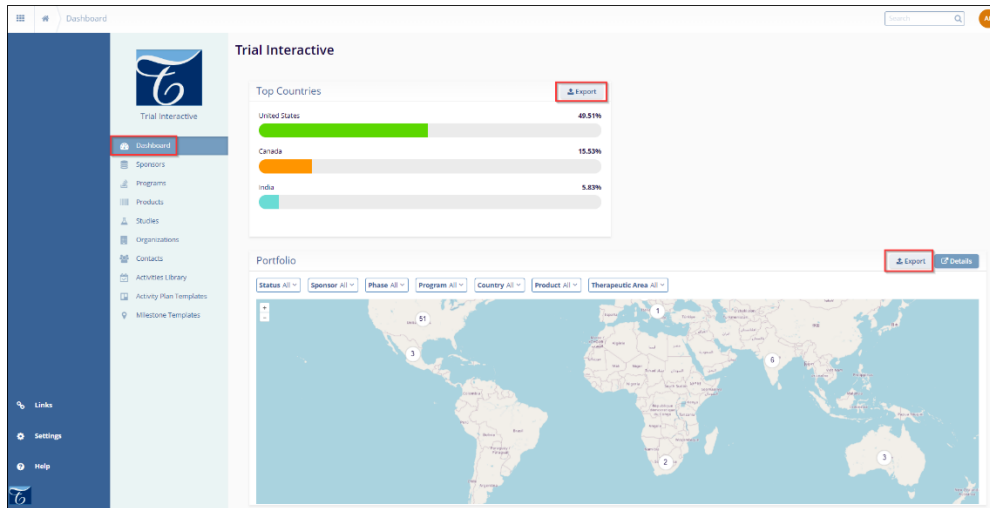 Dashboard
Search
Trial Interactive
Trial Interactive
Top Countries
Export
United States
49.51%
Canada
15.53%
India
5.83%
Dashboard
Sponsors
Programs
Products
Studies
Organizations
Contacts
Activities Library
Activity Plan Templates
Milestone Templates
Links
Settings
Help
Portfolio
Export
Details
Status All
Sponsor All
Phase All
Program All
Country All
Product All
Therapeutic Area All
+
-
51
3
1
6
2
3